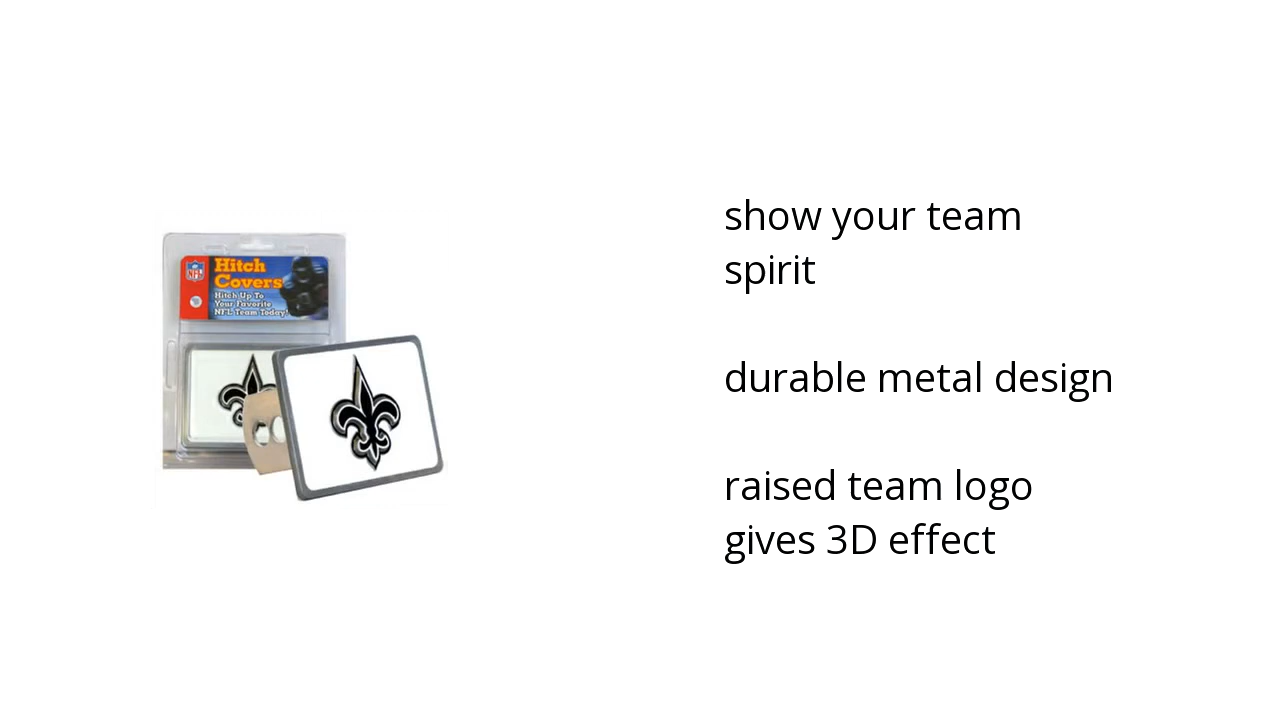 NFL
Hitch
Covers
Hitch Up To
Your Favorite
NFL Team Today!
show your team
spirit
durable metal design
raised team logo
gives 3D effect